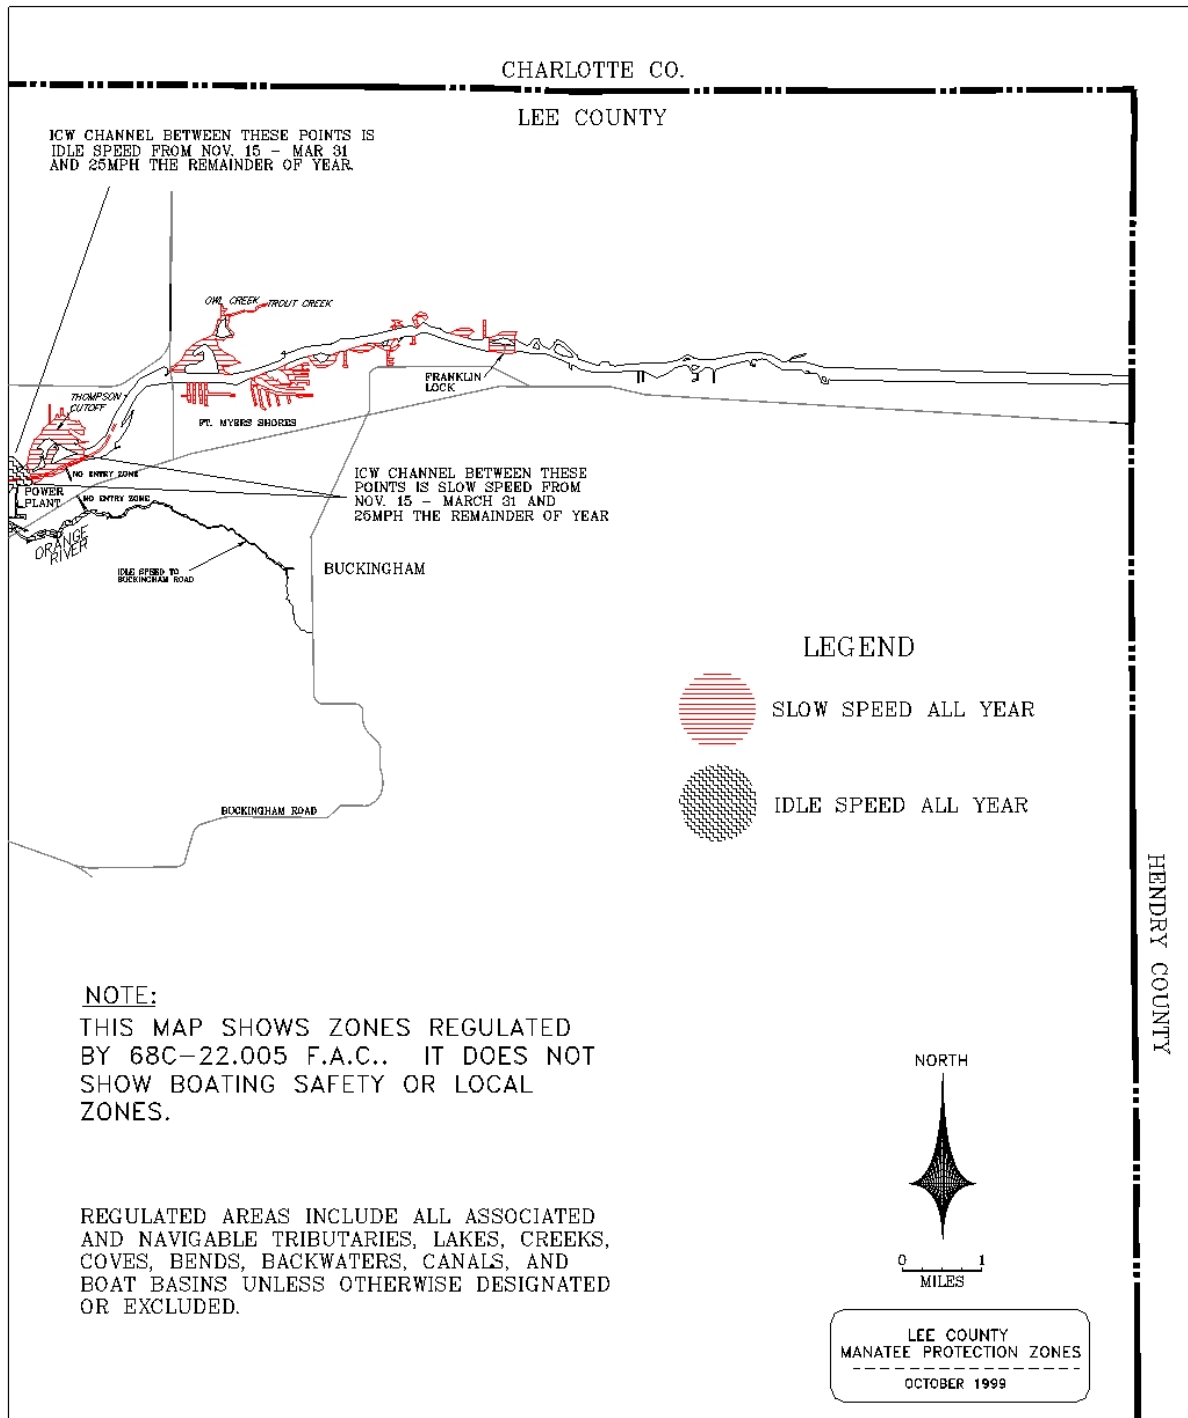 CHARLOTTE CO.
LEE COUNTY
ICW CHANNEL BETWEEN THESE POINTS IS
IDLE SPEED FROM NOV. 15 - MAR 31
AND 25MPH THE REMAINDER OF YEAR.
OWL CREEK
TROUT CREEK
THOMPSON
CUTOFF
FRANKLIN
LOCK
FT. MYERS SHORES
NO ENTRY ZONE
POWER
PLANT
NO ENTRY ZONE
ICW CHANNEL BETWEEN THESE
POINTS IS SLOW SPEED FROM
NOV. 15 - MARCH 31 AND
25MPH THE REMAINDER OF YEAR
ORANGE
RIVER
IDLE SPEED TO
BUCKINGHAM ROAD
BUCKINGHAM
LEGEND
SLOW SPEED ALL YEAR
IDLE SPEED ALL YEAR
BUCKINGHAM ROAD
HENDRY COUNTY
NOTE:
THIS MAP SHOWS ZONES REGULATED
BY 68C-22.005 F.A.C.. IT DOES NOT
SHOW BOATING SAFETY OR LOCAL
ZONES.
REGULATED AREAS INCLUDE ALL ASSOCIATED
AND NAVIGABLE TRIBUTARIES, LAKES, CREEKS,
COVES, BENDS, BACKWATERS, CANALS, AND
BOAT BASINS UNLESS OTHERWISE DESIGNATED
OR EXCLUDED.
NORTH
0 1
MILES
LEE COUNTY
MANATEE PROTECTION ZONES
OCTOBER 1999